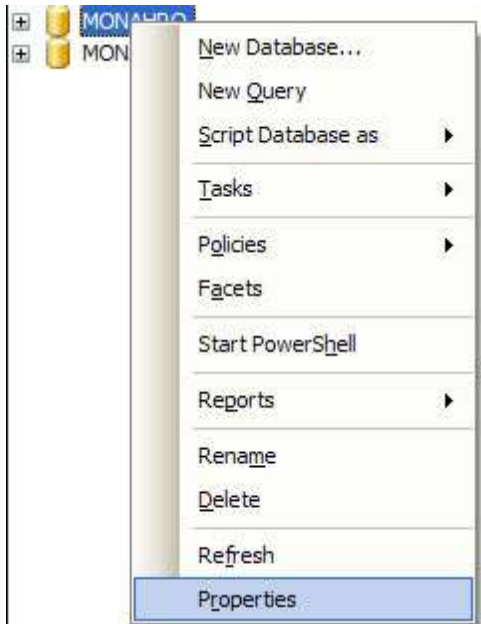 MONAHRQ
MON
New Database...
New Query
Script Database as
Tasks
Policies
Facets
Start PowerShell
Reports
Rename
Delete
Refresh
Properties